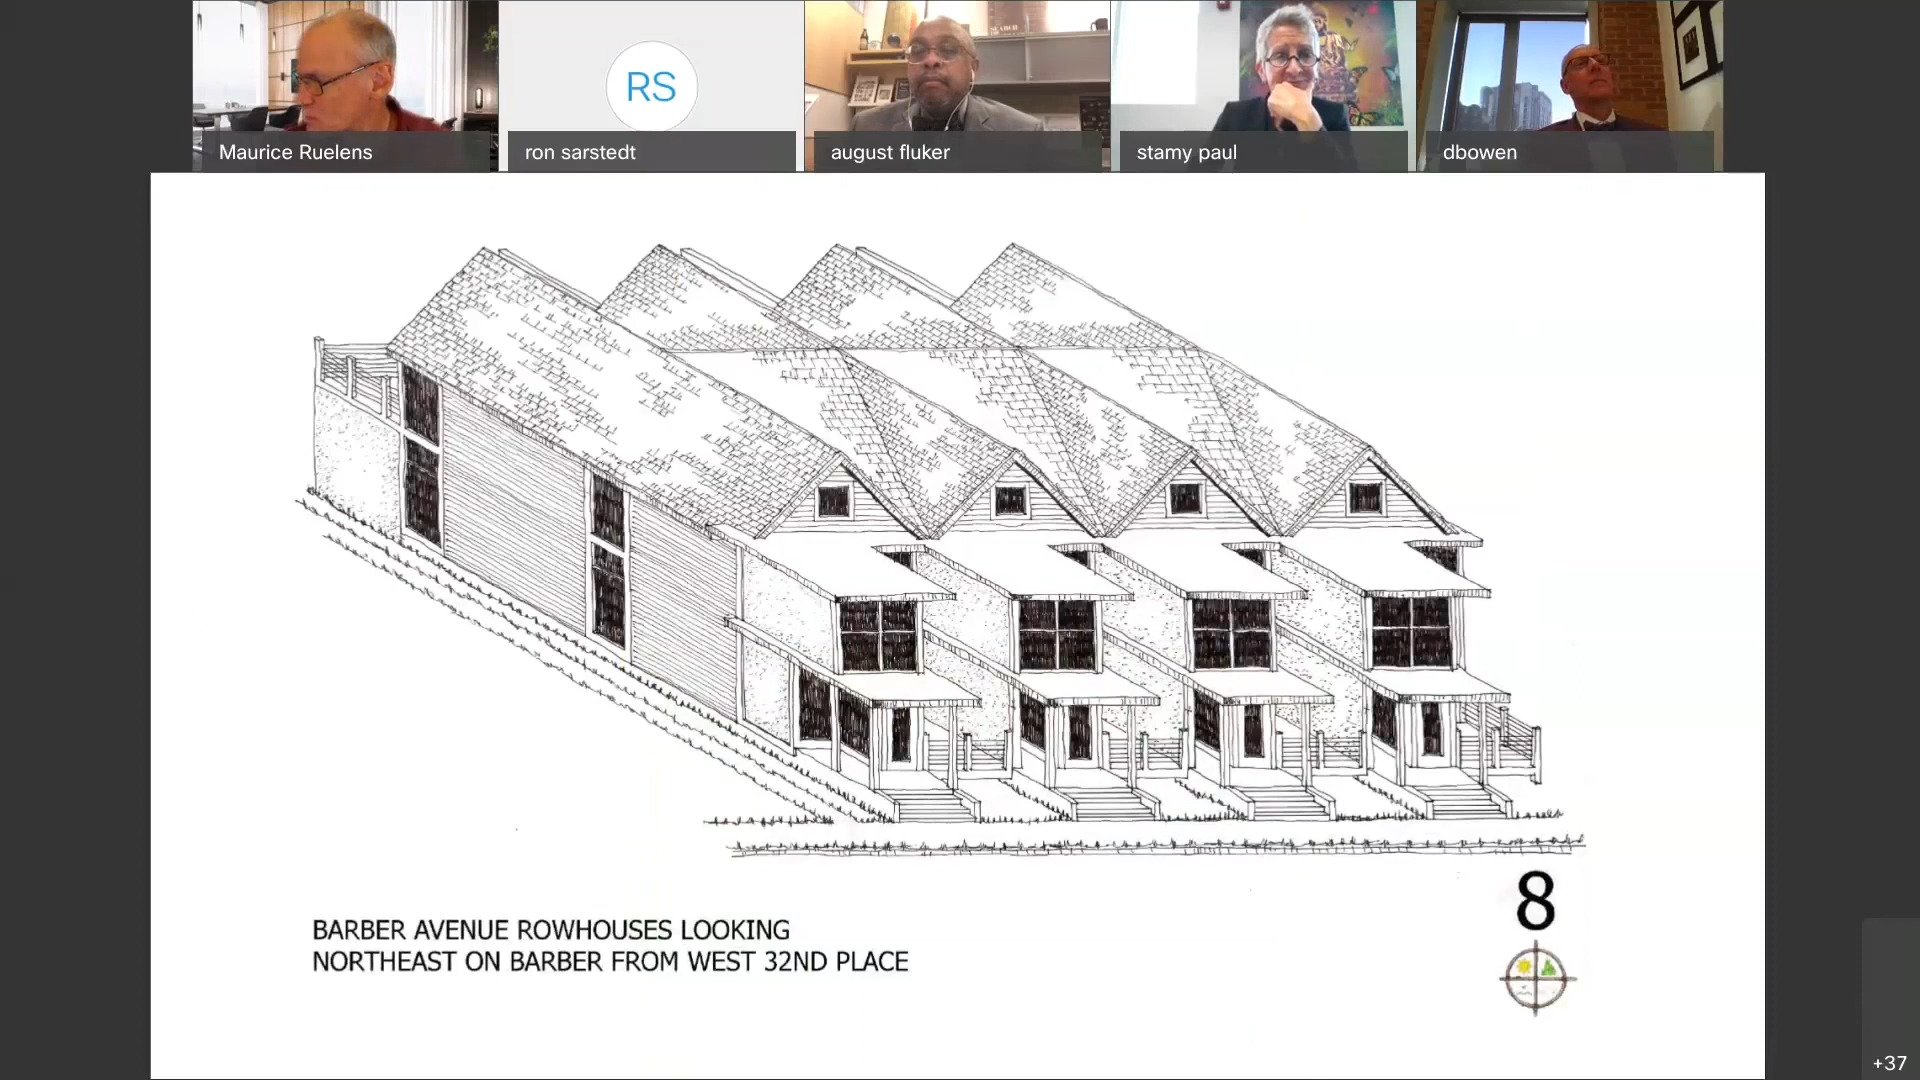 RS
Maurice Ruelens
ron sarstedt
august fluker
stamy paul
dbowen
BARBER AVENUE ROWHOUSES LOOKING
NORTHEAST ON BARBER FROM WEST 32ND PLACE
8
+37